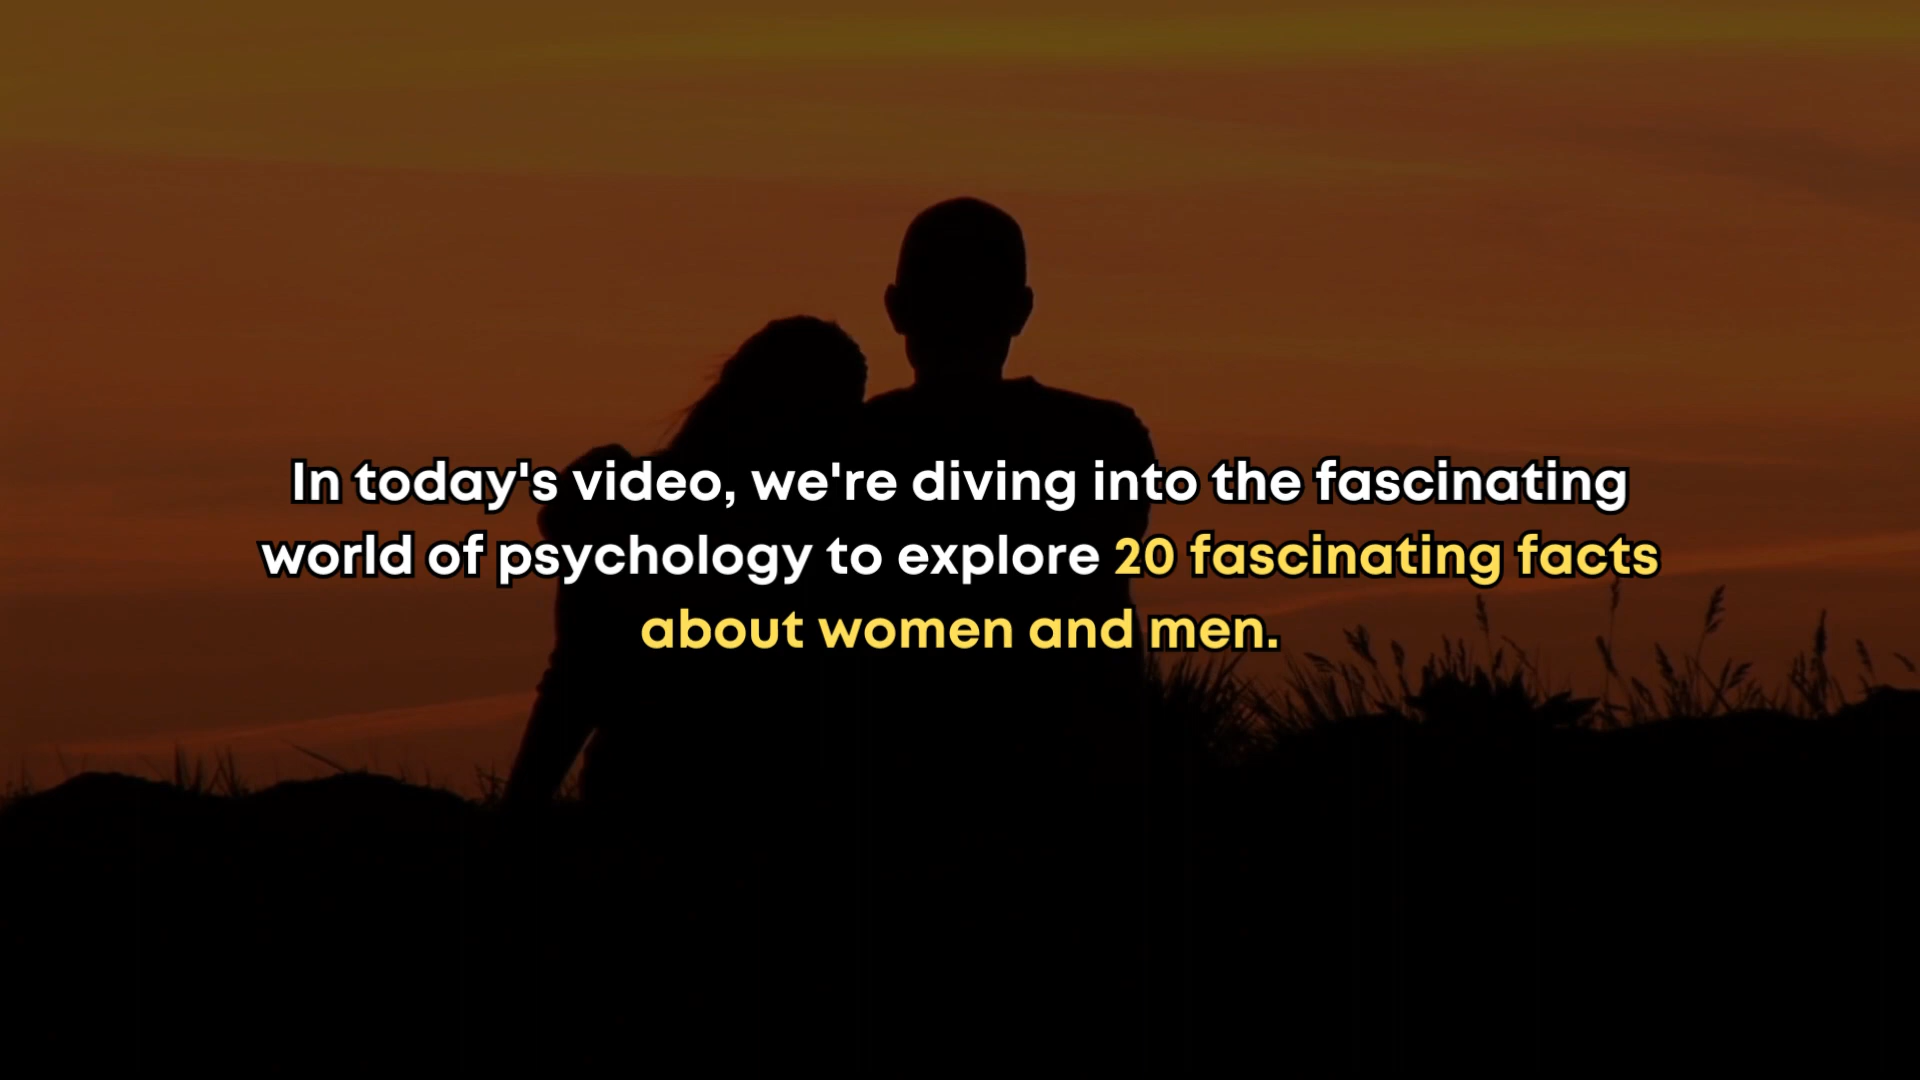 In today's video, we're diving into the fascinating
world of psychology to explore 20 fascinating facts
about women and men.